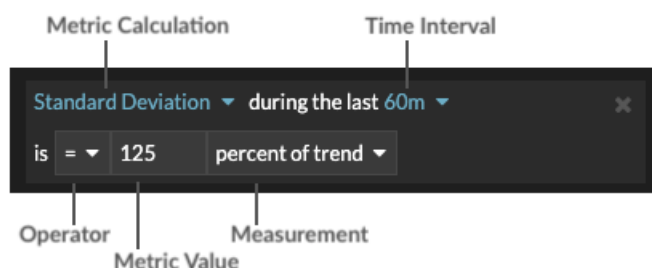 Metric Calculation Time Interval
Standard Deviation during the last 60m
is = 125 percent of trend
Operator Measurement
Metric Value